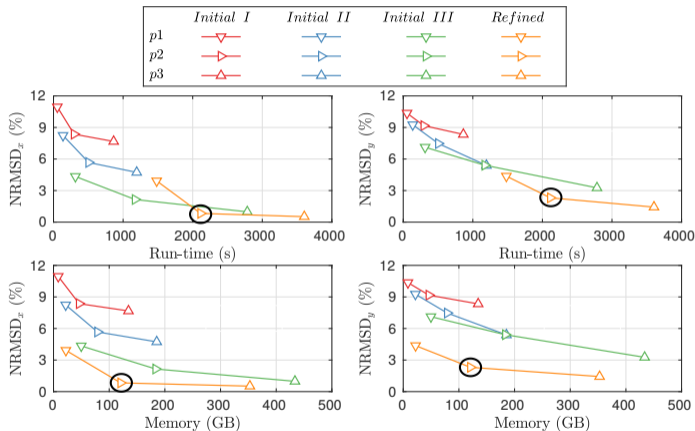 Initial I Initial II Initial III Refined
p1
p2
p3
12 9 6 3 0
NRMSDx (%)
0 1000 2000 3000 4000
Run-time (s)
12 9 6 3 0
NRMSDy (%)
0 1000 2000 3000 4000
Run-time (s)
12 9 6 3 0
NRMSDx (%)
0 100 200 300 400 500
Memory (GB)
12 9 6 3 0
NRMSDy (%)
0 100 200 300 400 500
Memory (GB)